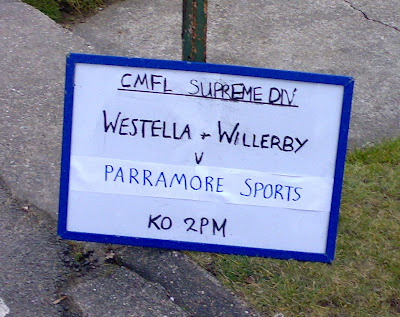 CMFL SUPREME DIV
WESTELLA + WILLERBY
V
PARRAMORE SPORTS
KO 2PM